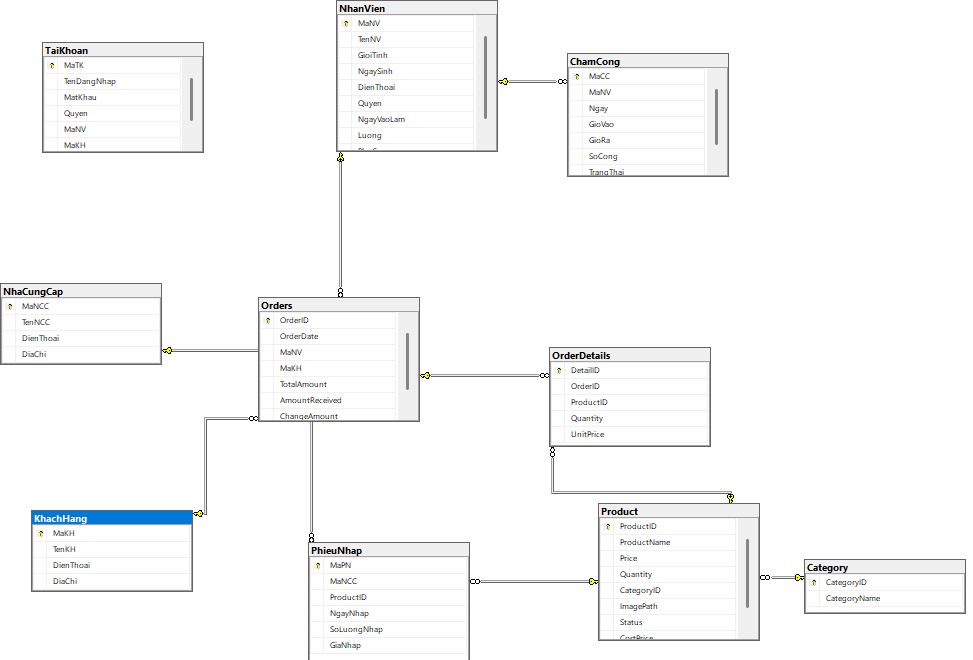 NhanVien
MaNV
TenNV
GioiTinh
NgaySinh
DienThoai
Quyen
NgayVaoLam
Luong
TaiKhoan
MaTK
TenDangNhap
MatKhau
Quyen
MaNV
MaKH
ChamCong
MaCC
MaNV
Ngay
GioVao
GioRa
SoCong
TrangThai
NhaCungCap
MaNCC
TenNCC
DienThoai
DiaChi
Orders
OrderID
OrderDate
MaNV
MaKH
TotalAmount
AmountReceived
ChangeAmount
OrderDetails
DetailID
OrderID
ProductID
Quantity
UnitPrice
KhachHang
MaKH
TenKH
DienThoai
DiaChi
PhieuNhap
MaPN
MaNCC
ProductID
NgayNhap
SoLuongNhap
GiaNhap
Product
ProductID
ProductName
Price
Quantity
CategoryID
ImagePath
Status
CostPrice
Category
CategoryID
CategoryName